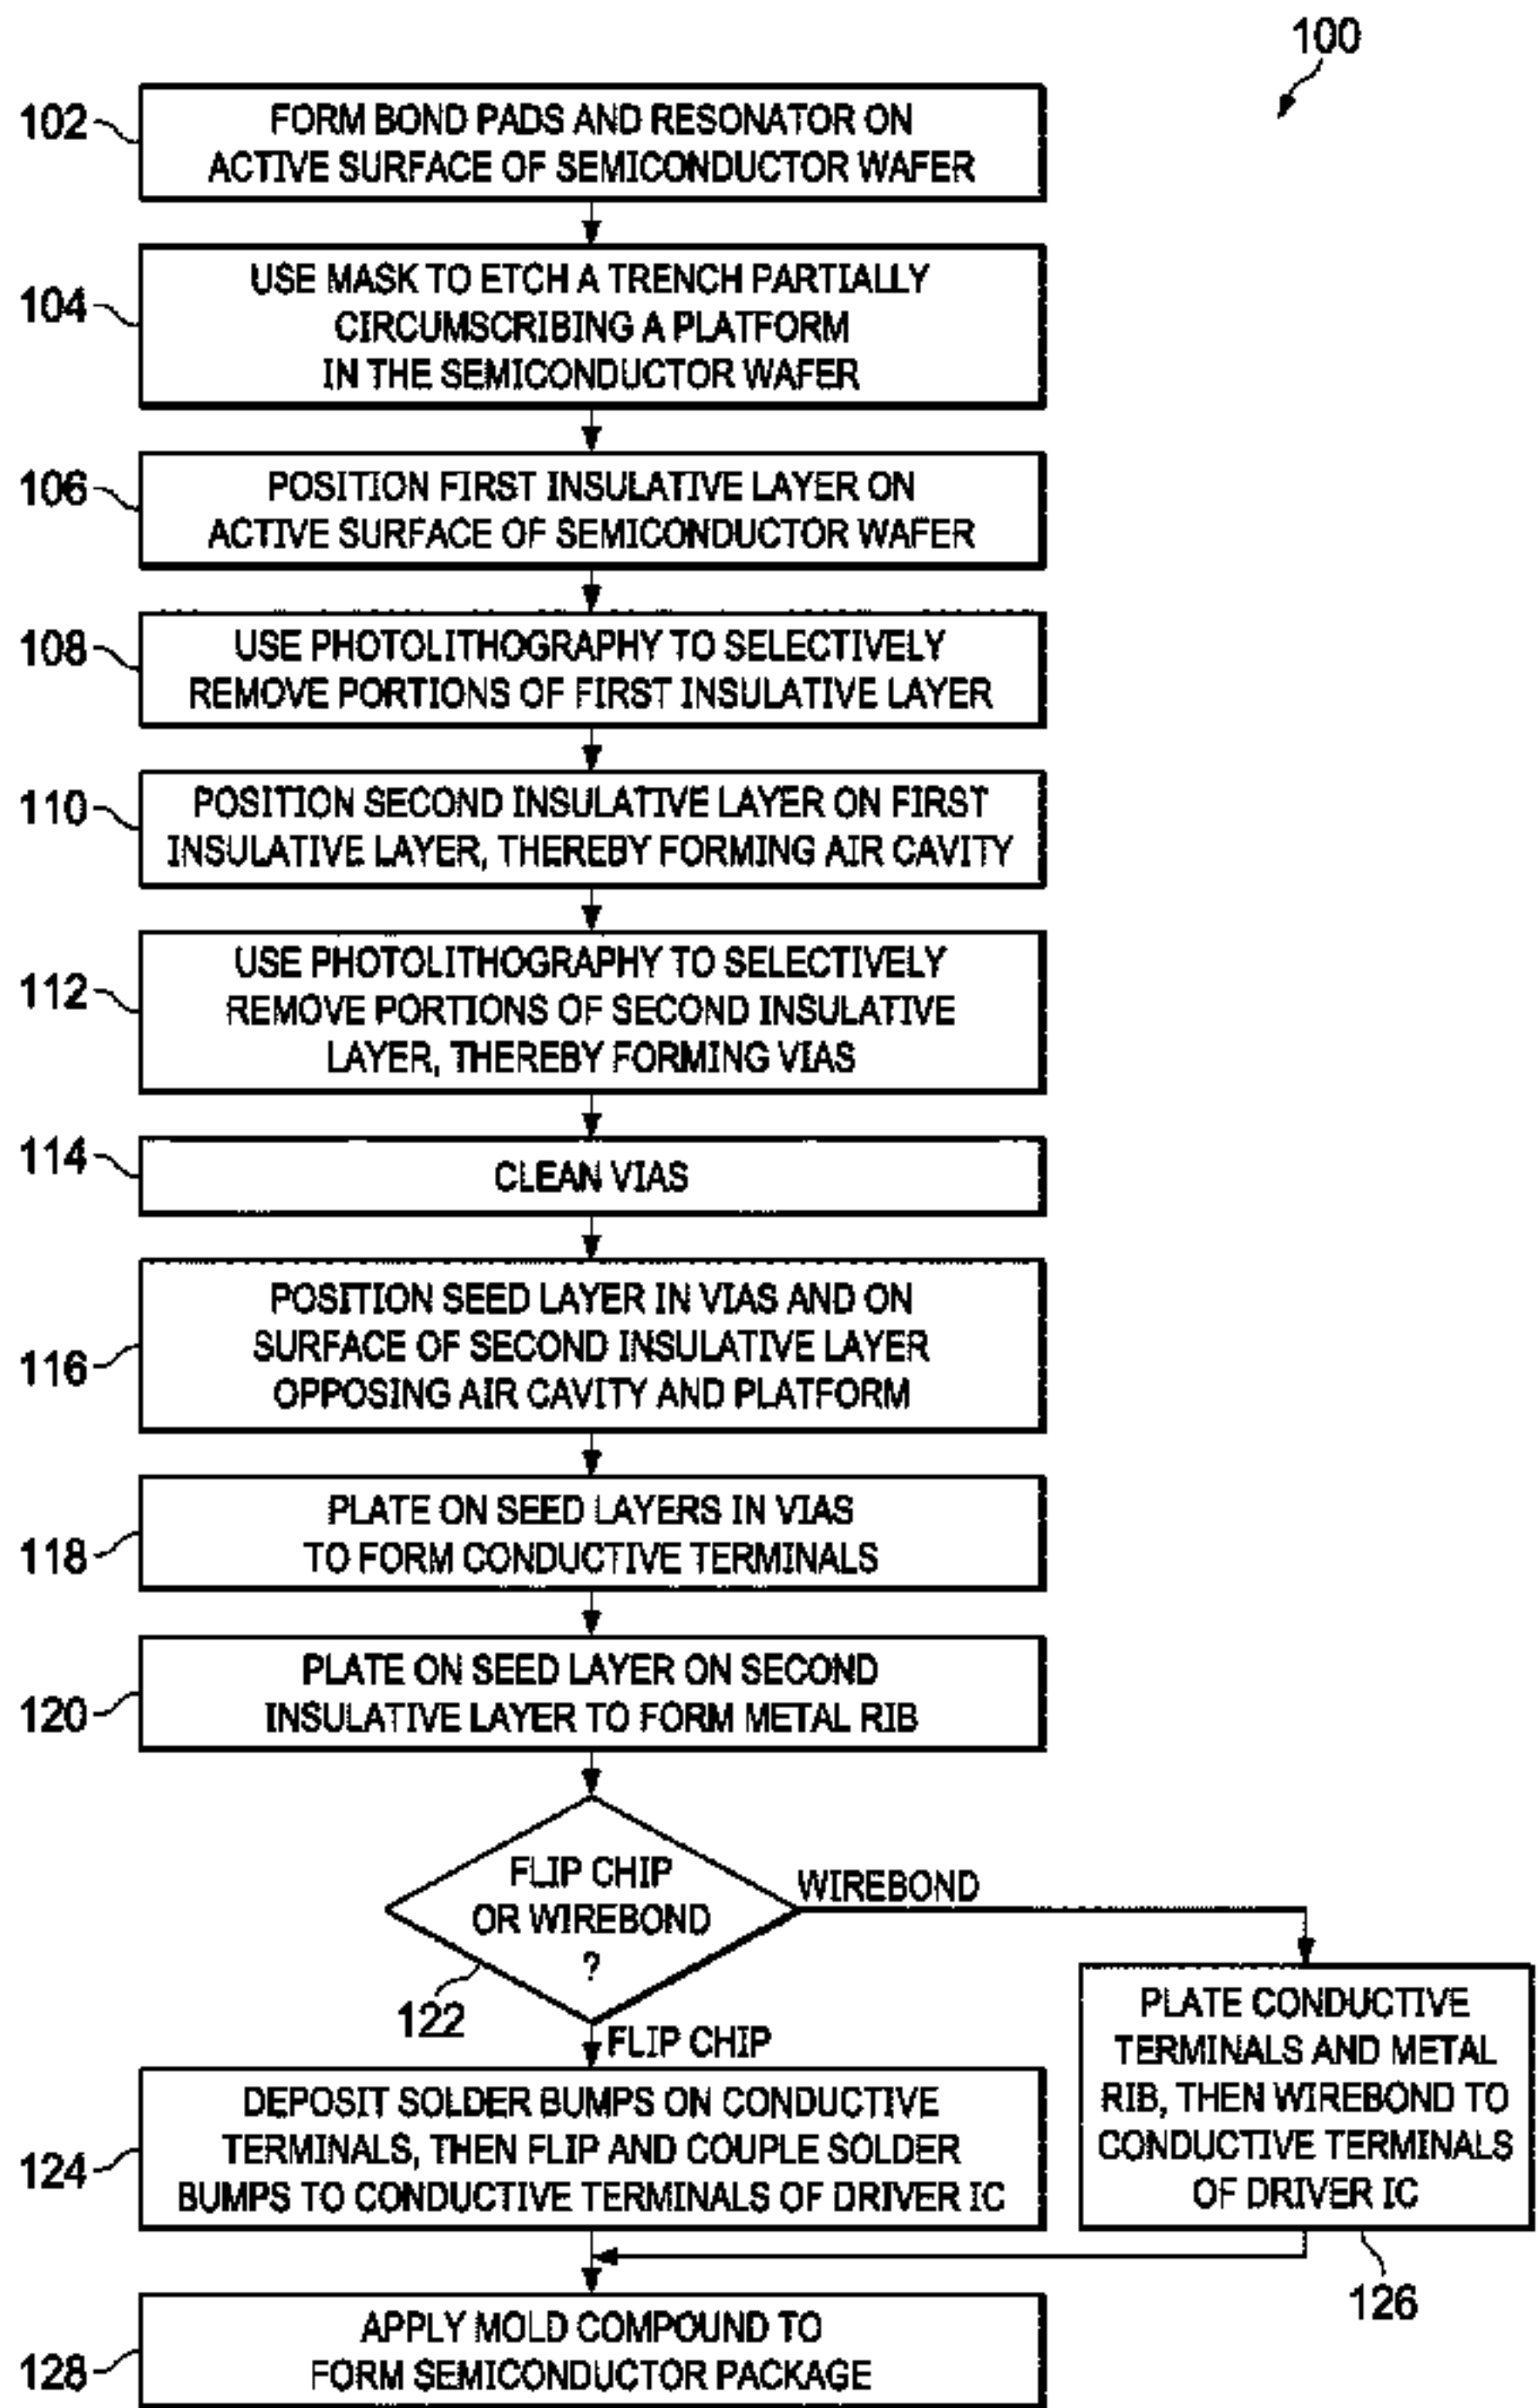 100
102
FORM BOND PADS AND RESONATOR ON
ACTIVE SURFACE OF SEMICONDUCTOR WAFER
104
USE MASK TO ETCH A TRENCH PARTIALLY
CIRCUMSCRIBING A PLATFORM
IN THE SEMICONDUCTOR WAFER
106
POSITION FIRST INSULATIVE LAYER ON
ACTIVE SURFACE OF SEMICONDUCTOR WAFER
108
USE PHOTOLITHOGRAPHY TO SELECTIVELY
REMOVE PORTIONS OF FIRST INSULATIVE LAYER
110
POSITION SECOND INSULATIVE LAYER ON FIRST
INSULATIVE LAYER, THEREBY FORMING AIR CAVITY
112
USE PHOTOLITHOGRAPHY TO SELECTIVELY
REMOVE PORTIONS OF SECOND INSULATIVE
LAYER, THEREBY FORMING VIAS
114
CLEAN VIAS
116
POSITION SEED LAYER IN VIAS AND ON
SURFACE OF SECOND INSULATIVE LAYER
OPPOSING AIR CAVITY AND PLATFORM
118
PLATE ON SEED LAYERS IN VIAS
TO FORM CONDUCTIVE TERMINALS
120
PLATE ON SEED LAYER ON SECOND
INSULATIVE LAYER TO FORM METAL RIB
FLIP CHIP
OR WIREBOND
?
122
WIREBOND
FLIP CHIP
124
DEPOSIT SOLDER BUMPS ON CONDUCTIVE
TERMINALS, THEN FLIP AND COUPLE SOLDER
BUMPS TO CONDUCTIVE TERMINALS OF DRIVER IC
PLATE CONDUCTIVE
TERMINALS AND METAL
RIB, THEN WIREBOND TO
CONDUCTIVE TERMINALS
OF DRIVER IC
126
128
APPLY MOLD COMPOUND TO
FORM SEMICONDUCTOR PACKAGE